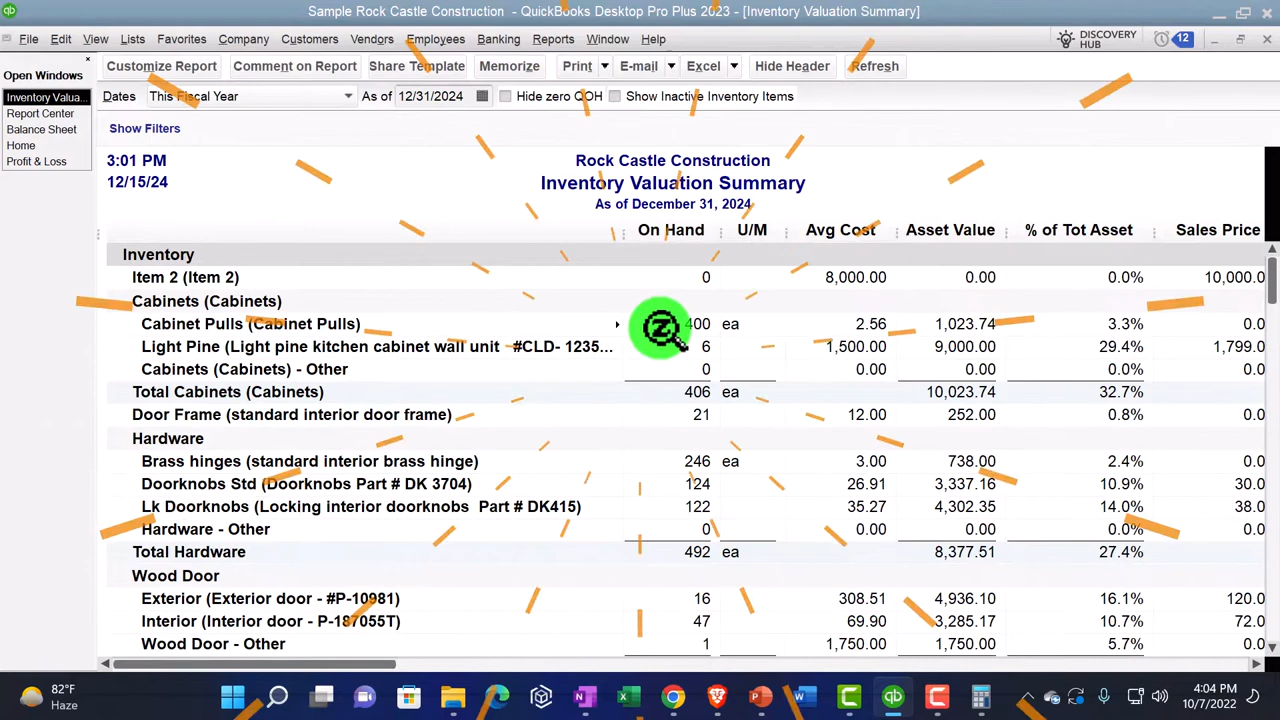 Sample Rock Castle Construction - QuickBooks Desktop Pro Plus 2023 - [Inventory Valuation Summary]
File Edit View Lists Favorites Company Customers Vendors Employees Banking Reports Window Help DISCOVERY HUB 12
Open Windows
Inventory Valua...
Report Center
Balance Sheet
Home
Profit & Loss
Customize Report Comment on Report Share Template Memorize Print E-mail Excel Hide Header Refresh
Dates This Fiscal Year As of 12/31/2024 Hide zero QOH Show Inactive Inventory Items
Show Filters
3:01 PM Rock Castle Construction
12/15/24 Inventory Valuation Summary
As of December 31, 2024
On Hand U/M Avg Cost Asset Value % of Tot Asset Sales Price
Inventory
Item 2 (Item 2) 0 8,000.00 0.00 0.0% 10,000.0
Cabinets (Cabinets)
Cabinet Pulls (Cabinet Pulls) 400 ea 2.56 1,023.74 3.3% 0.0
Light Pine (Light pine kitchen cabinet wall unit #CLD- 1235... 6 1,500.00 9,000.00 29.4% 1,799.0
Cabinets (Cabinets) - Other 0 0.00 0.00 0.0% 0.0
Total Cabinets (Cabinets) 406 ea 10,023.74 32.7%
Door Frame (standard interior door frame) 21 12.00 252.00 0.8% 0.0
Hardware
Brass hinges (standard interior brass hinge) 246 ea 3.00 738.00 2.4% 0.0
Doorknobs Std (Doorknobs Part # DK 3704) 124 26.91 3,337.16 10.9% 30.0
Lk Doorknobs (Locking interior doorknobs Part # DK415) 122 35.27 4,302.35 14.0% 38.0
Hardware - Other 0 0.00 0.00 0.0% 0.0
Total Hardware 492 ea 8,377.51 27.4%
Wood Door
Exterior (Exterior door - #P-10981) 16 308.51 4,936.10 16.1% 120.0
Interior (Interior door - P-187055T) 47 69.90 3,285.17 10.7% 72.0
Wood Door - Other 1 1,750.00 1,750.00 5.7% 0.0
82°F
Haze
4:04 PM
10/7/2022